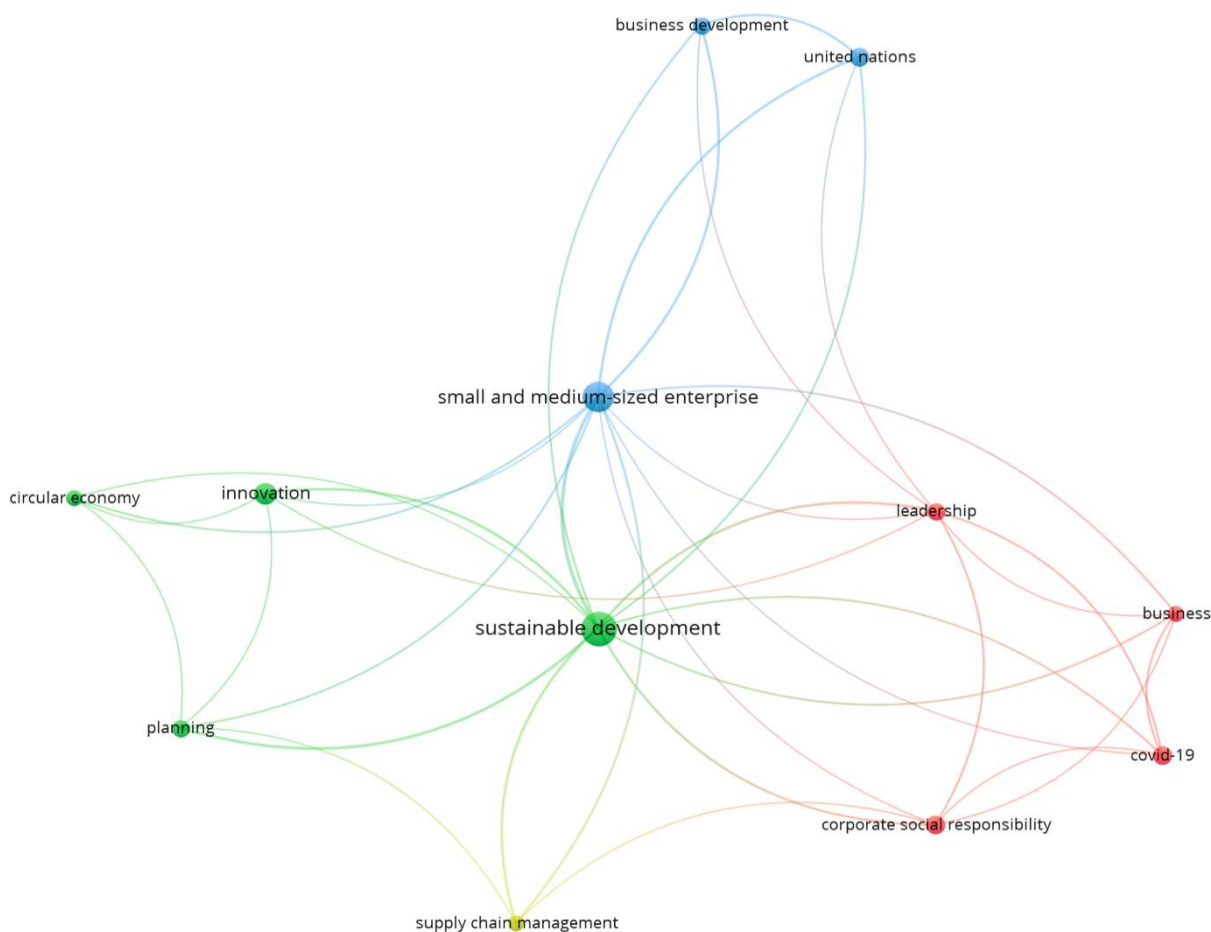 business development
united nations
small and medium-sized enterprise
circular economy
innovation
leadership
business
sustainable development
planning
covid-19
corporate social responsibility
supply chain management